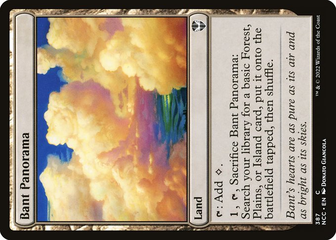 Bant Panorama
Land
: Add .
1, , Sacrifice Bant Panorama:
Search your library for a basic Forest,
Plains, or Island card, put it onto the
battlefield tapped, then shuffle.
Bant's hearts are as pure as its air and
as bright as its skies.
387 C
NCC • EN Donato Giancola
™ & © 2022 Wizards of the Coast